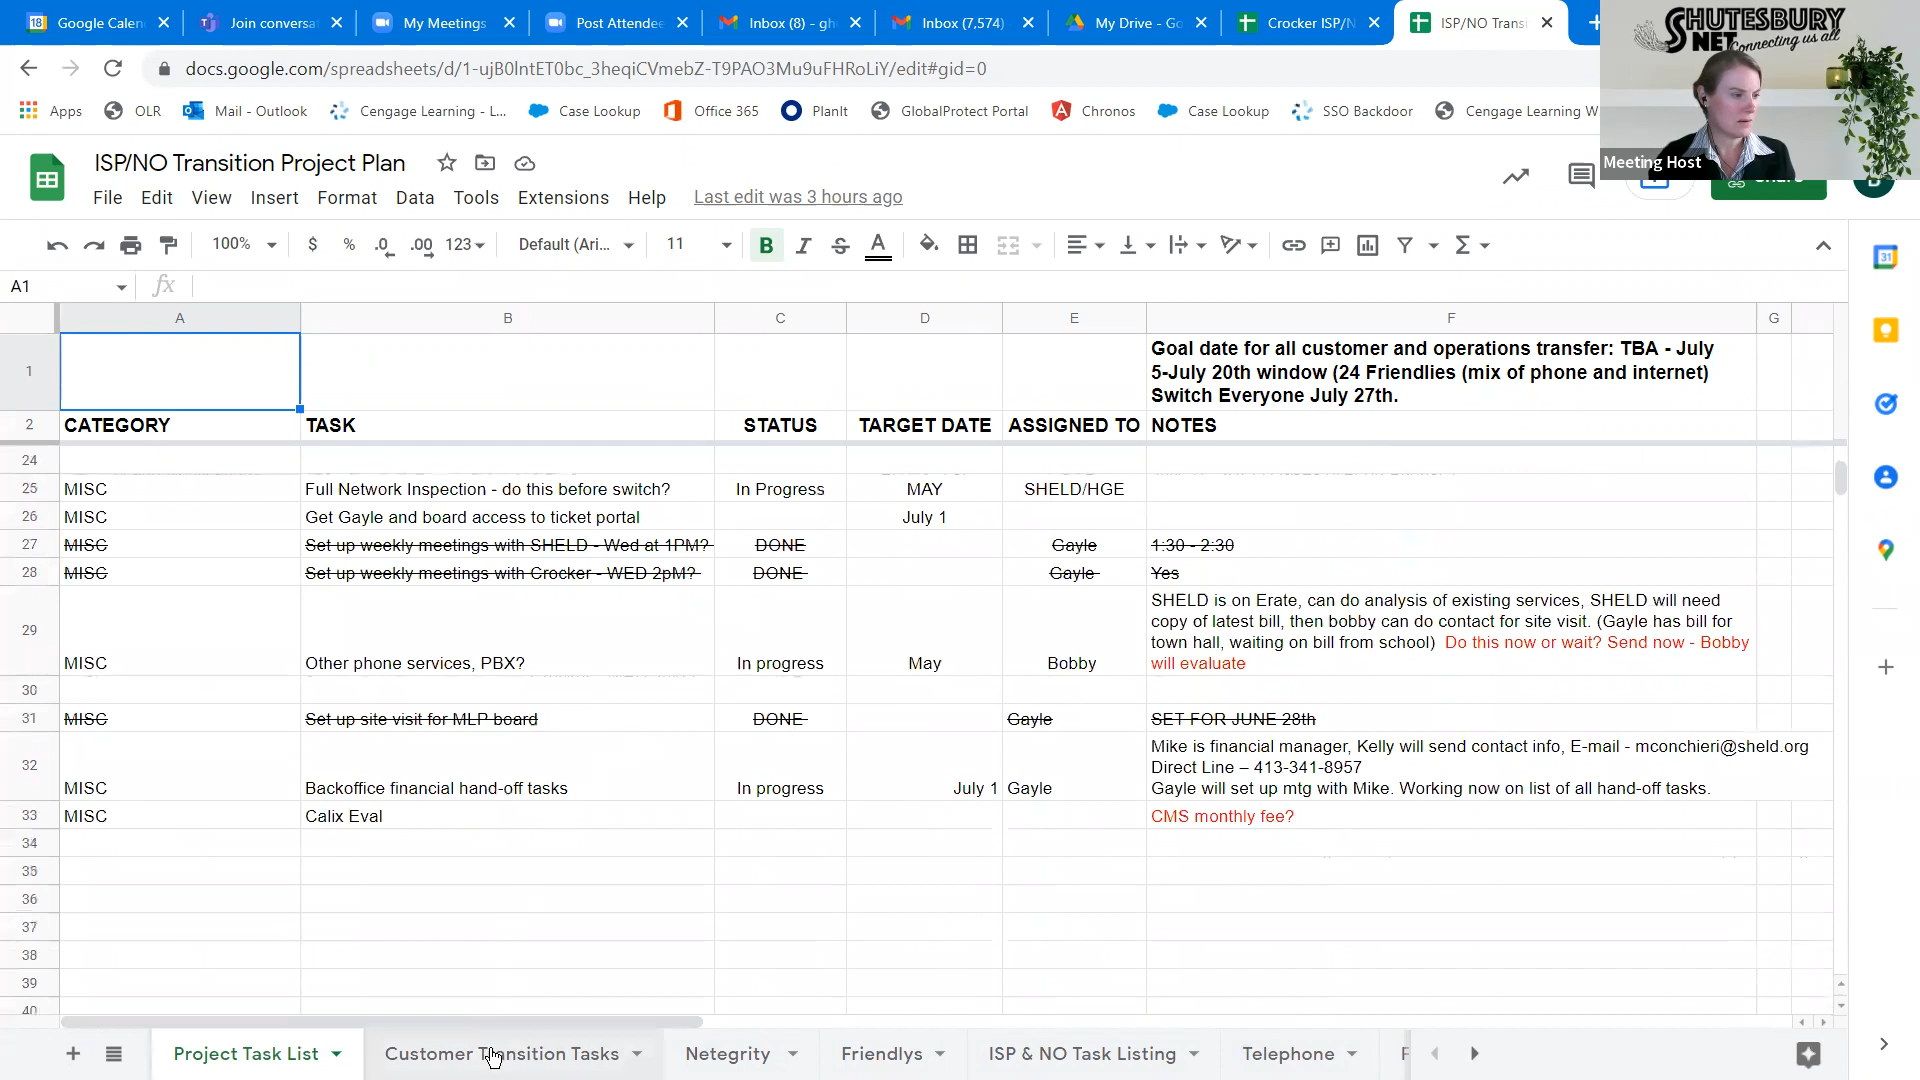 Google Calen
Join conversa
My Meetings
Post Attendee
Inbox (8) - gh
Inbox (7,574)
My Drive - Go
Crocker ISP/N
ISP/NO Transi
SHUTESBURY
NET
Connecting us all
docs.google.com/spreadsheets/d/1-ujB0lntET0bc_3heqiCVmebZ-T9PAO3Mu9uFHRoLiY/edit#gid=0
Apps
OLR
Mail - Outlook
Cengage Learning - L...
Case Lookup
Office 365
PlanIt
GlobalProtect Portal
Chronos
Case Lookup
SSO Backdoor
Cengage Learning W
Meeting Host
ISP/NO Transition Project Plan
File Edit View Insert Format Data Tools Extensions Help Last edit was 3 hours ago
100% $ % .0 .00 123 Default (Ari... 11 B I S A
A1 fx
A B C D E F G
1 Goal date for all customer and operations transfer: TBA - July
5-July 20th window (24 Friendlies (mix of phone and internet)
Switch Everyone July 27th.
2 CATEGORY TASK STATUS TARGET DATE ASSIGNED TO NOTES
24
25 MISC Full Network Inspection - do this before switch? In Progress MAY SHELD/HGE
26 MISC Get Gayle and board access to ticket portal July 1
27 MISC Set up weekly meetings with SHELD - Wed at 1PM? DONE Gayle 1:30 - 2:30
28 MISC Set up weekly meetings with Crocker - WED 2pM? DONE Gayle Yes
SHELD is on Erate, can do analysis of existing services, SHELD will need
29 copy of latest bill, then bobby can do contact for site visit. (Gayle has bill for
town hall, waiting on bill from school) Do this now or wait? Send now - Bobby
MISC Other phone services, PBX? In progress May Bobby will evaluate
30
31 MISC Set up site visit for MLP board DONE Gayle SET FOR JUNE 28th
Mike is financial manager, Kelly will send contact info, E-mail - mconchieri@sheld.org
32 Direct Line – 413-341-8957
MISC Backoffice financial hand-off tasks In progress July 1 Gayle Gayle will set up mtg with Mike. Working now on list of all hand-off tasks.
33 MISC Calix Eval CMS monthly fee?
34
35
36
37
38
39
40
Project Task List
Customer Transition Tasks
Netegrity
Friendlys
ISP & NO Task Listing
Telephone